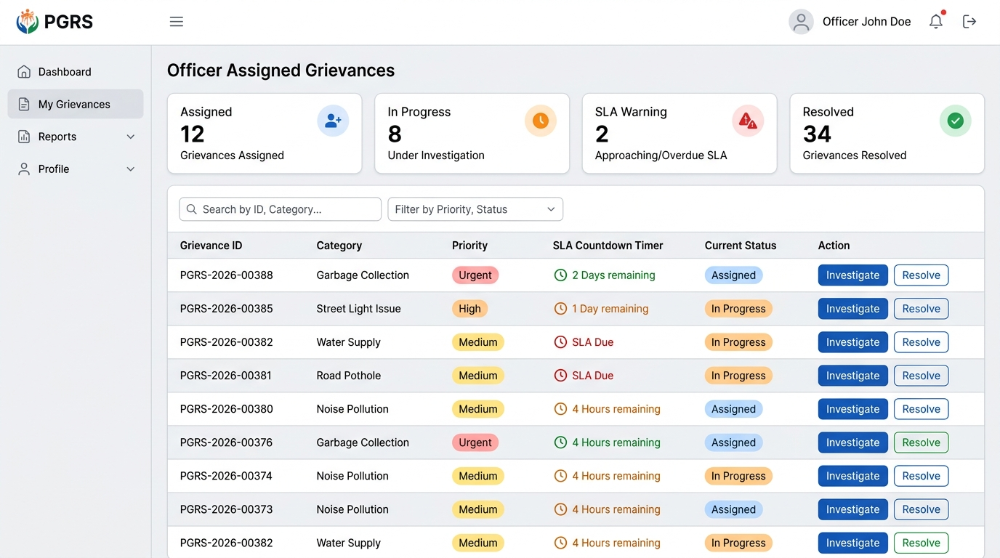 PGRS
Officer John Doe
Dashboard
My Grievances
Reports
Profile
Officer Assigned Grievances
Assigned
12
Grievances Assigned
In Progress
8
Under Investigation
SLA Warning
2
Approaching/Overdue SLA
Resolved
34
Grievances Resolved
Search by ID, Category...
Filter by Priority, Status
Grievance ID Category Priority SLA Countdown Timer Current Status Action
PGRS-2026-00388 Garbage Collection Urgent 2 Days remaining Assigned Investigate Resolve
PGRS-2026-00385 Street Light Issue High 1 Day remaining In Progress Investigate Resolve
PGRS-2026-00382 Water Supply Medium SLA Due In Progress Investigate Resolve
PGRS-2026-00381 Road Pothole Medium SLA Due In Progress Investigate Resolve
PGRS-2026-00380 Noise Pollution Medium 4 Hours remaining Assigned Investigate Resolve
PGRS-2026-00376 Garbage Collection Urgent 4 Hours remaining Assigned Investigate Resolve
PGRS-2026-00374 Noise Pollution Medium 4 Hours remaining In Progress Investigate Resolve
PGRS-2026-00373 Noise Pollution Medium 4 Hours remaining Assigned Investigate Resolve
PGRS-2026-00382 Water Supply Medium 4 Hours remaining In Progress Investigate Resolve